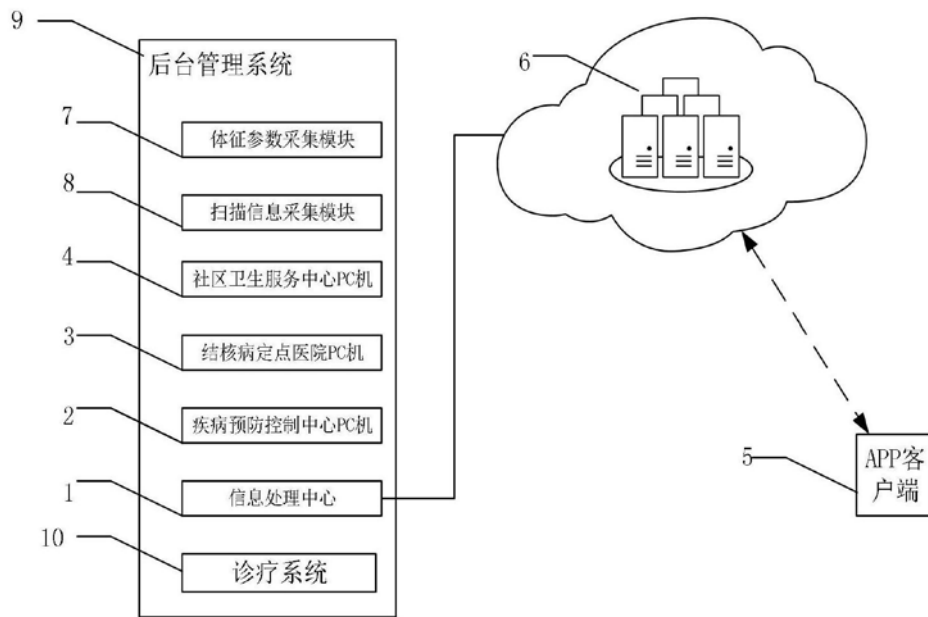 9
后台管理系统
7
体征参数采集模块
8
扫描信息采集模块
4
社区卫生服务中心PC机
3
结核病定点医院PC机
2
疾病预防控制中心PC机
1
信息处理中心
10
诊疗系统
6
5
APP客
户端